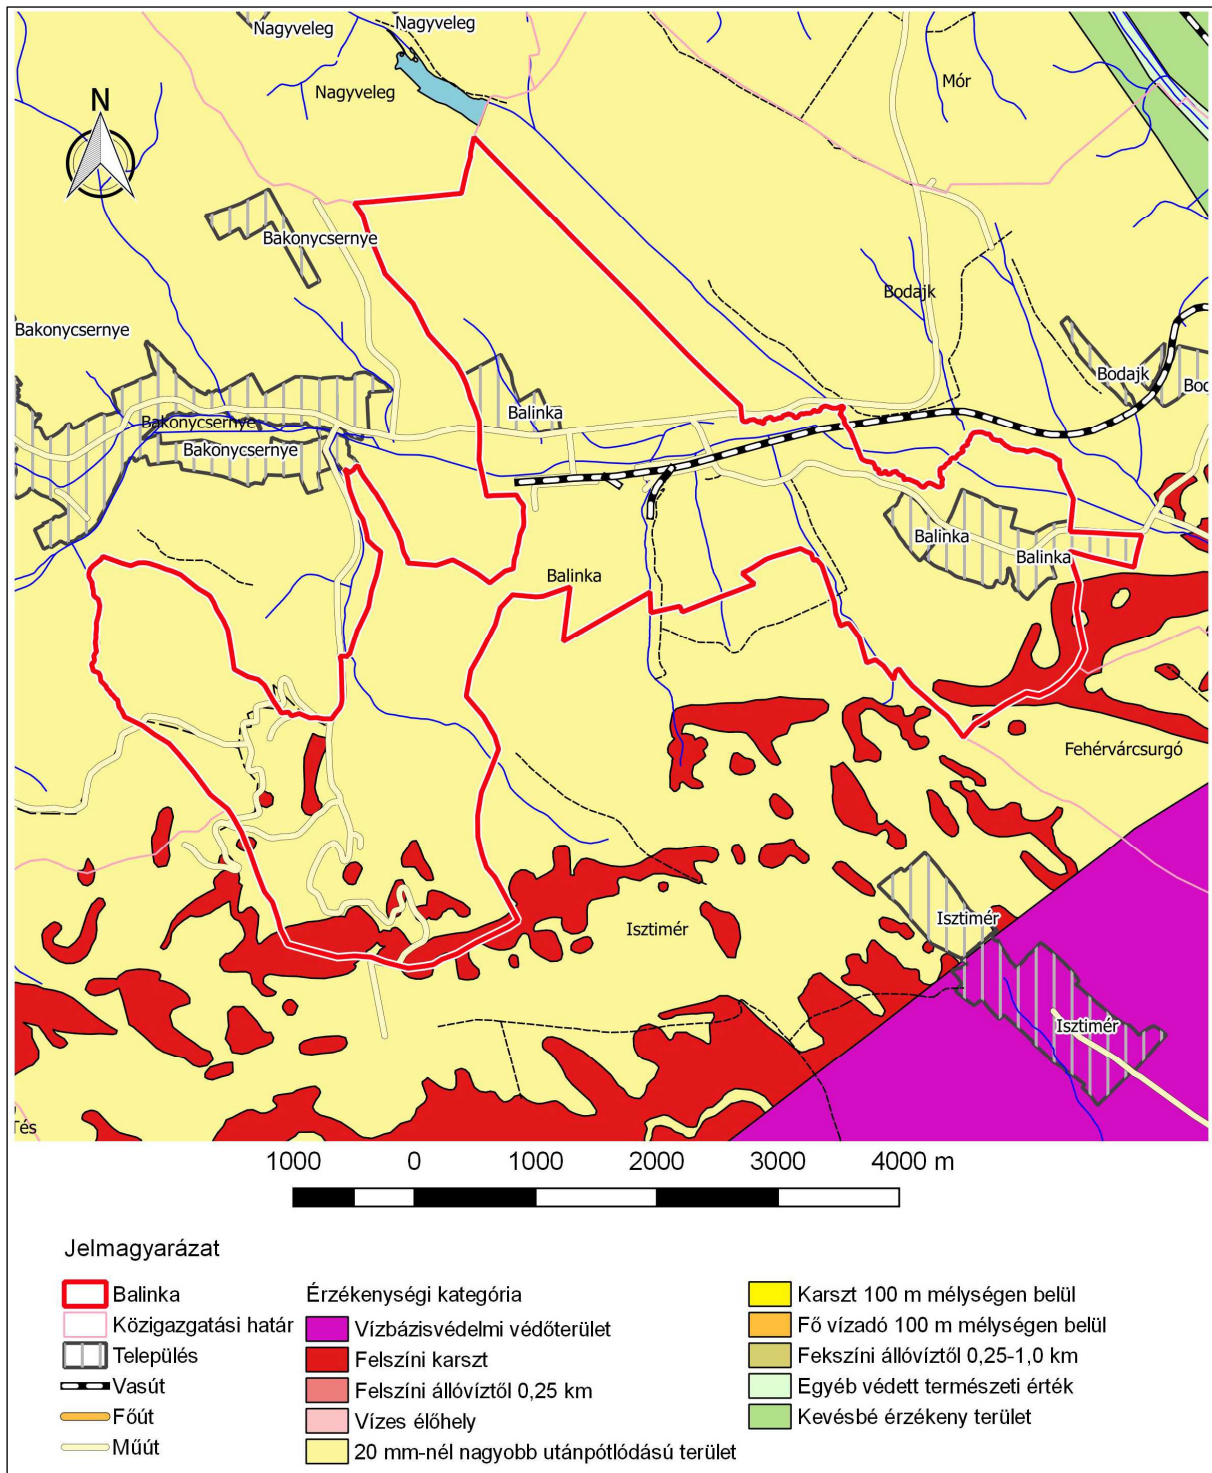 Nagyveleg
Nagyveleg
Nagyveleg
Mór
N
Bakonycsernye
Bodajk
Bakonycsernye
Bodajk
Bod
Balinka
Bakonycsernye
Bakonycsernye
Balinka
Balinka
Balinka
Fehérvárcsurgó
Isztimér
Isztimér
Isztimér
Tés
1000 0 1000 2000 3000 4000 m
Jelmagyarázat
Balinka
Közigazgatási határ
Település
Vasút
Főút
Műút
Érzékenységi kategória
Vízbázisvédelmi védőterület
Felszíni karszt
Felszíni állóvíztől 0,25 km
Vízes élőhely
20 mm-nél nagyobb utánpótlódású terület
Karszt 100 m mélységen belül
Fő vízadó 100 m mélységen belül
Fekszíni állóvíztől 0,25-1,0 km
Egyéb védett természeti érték
Kevésbé érzékeny terület